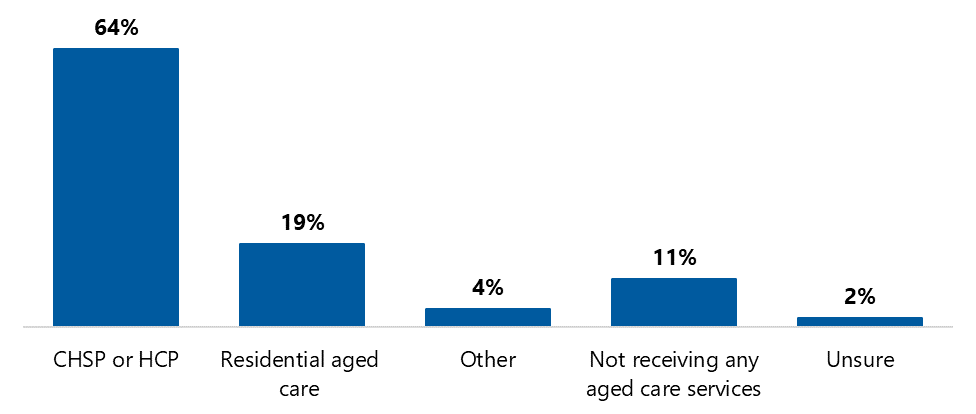 64%
19%
4%
11%
2%
CHSP or HCP
Residential aged
care
Other
Not receiving any
aged care services
Unsure